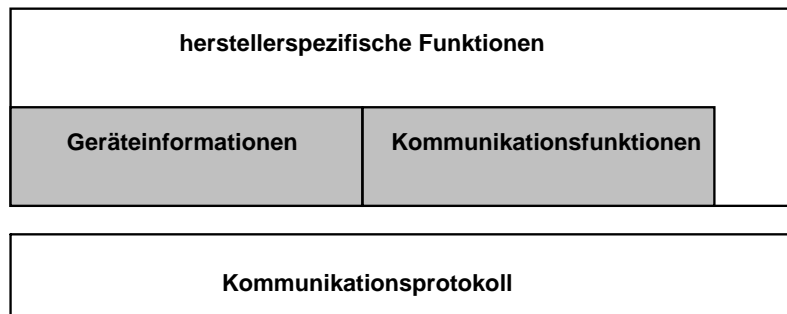 herstellerspezifische Funktionen
Geräteinformationen
Kommunikationsfunktionen
Kommunikationsprotokoll